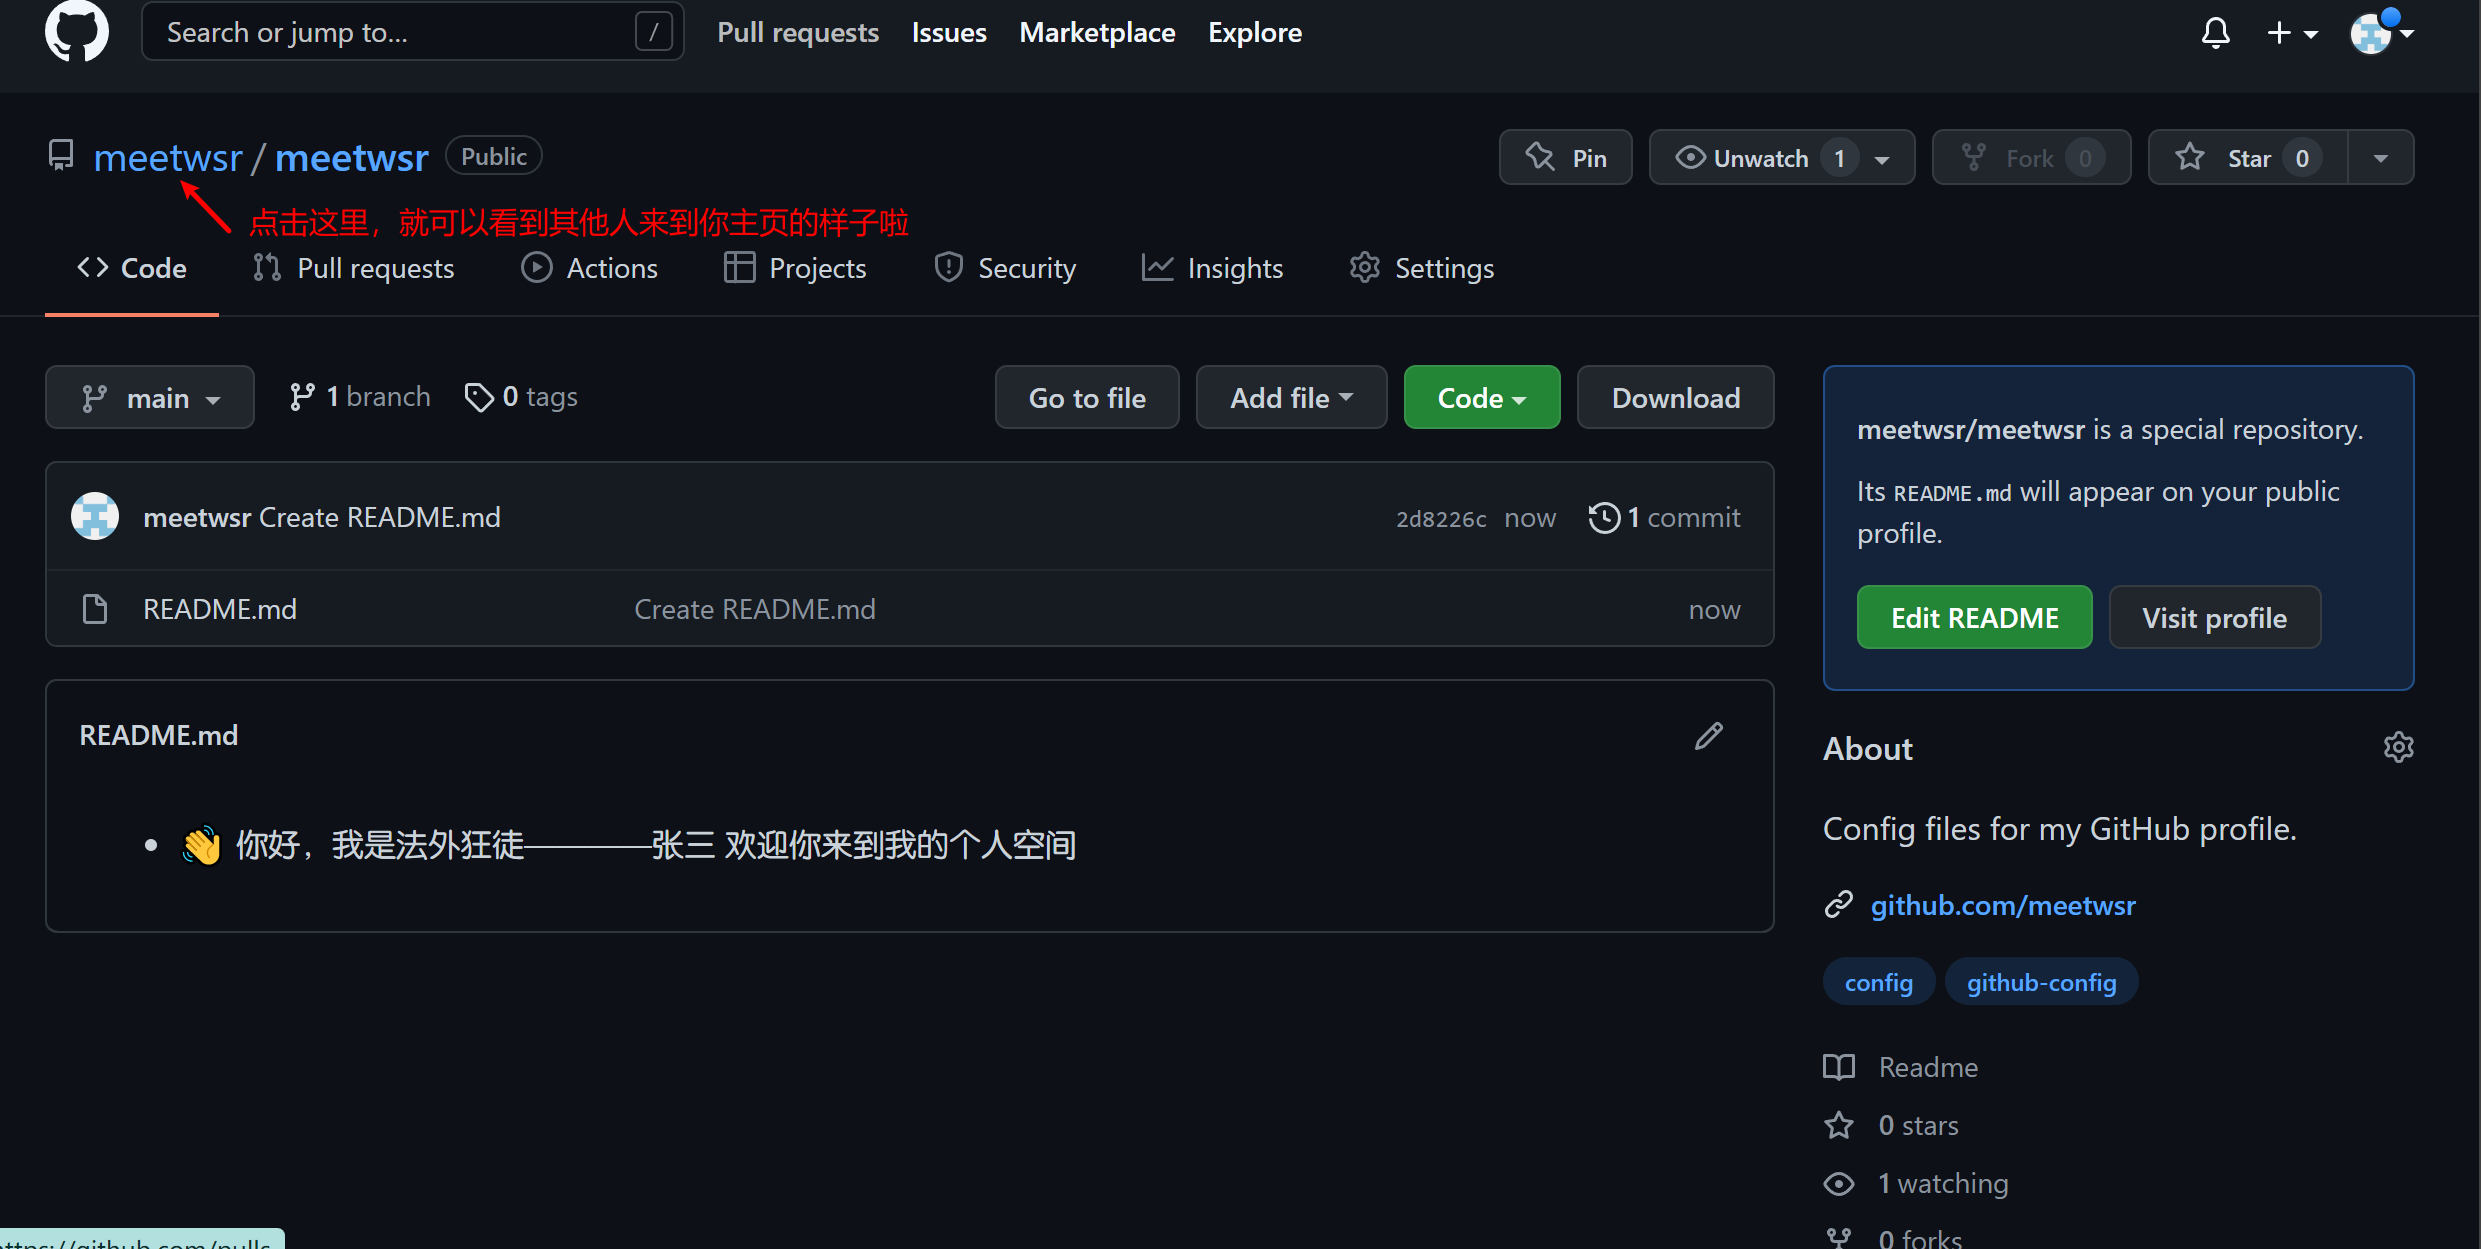 Search or jump to... /
Pull requests Issues Marketplace Explore
meetwsr / meetwsr Public
Pin Unwatch 1 Fork 0 Star 0
点击这里，就可以看到其他人来到你主页的样子啦
Code Pull requests Actions Projects Security Insights Settings
main 1 branch 0 tags
Go to file Add file Code Download
meetwsr Create README.md 2d8226c now 1 commit
README.md Create README.md now
README.md
👋 你好，我是法外狂徒————张三 欢迎你来到我的个人空间
meetwsr/meetwsr is a special repository.
Its README.md will appear on your public
profile.
Edit README Visit profile
About
Config files for my GitHub profile.
github.com/meetwsr
config github-config
Readme
0 stars
1 watching
0 forks
ttps://github.com/pulls